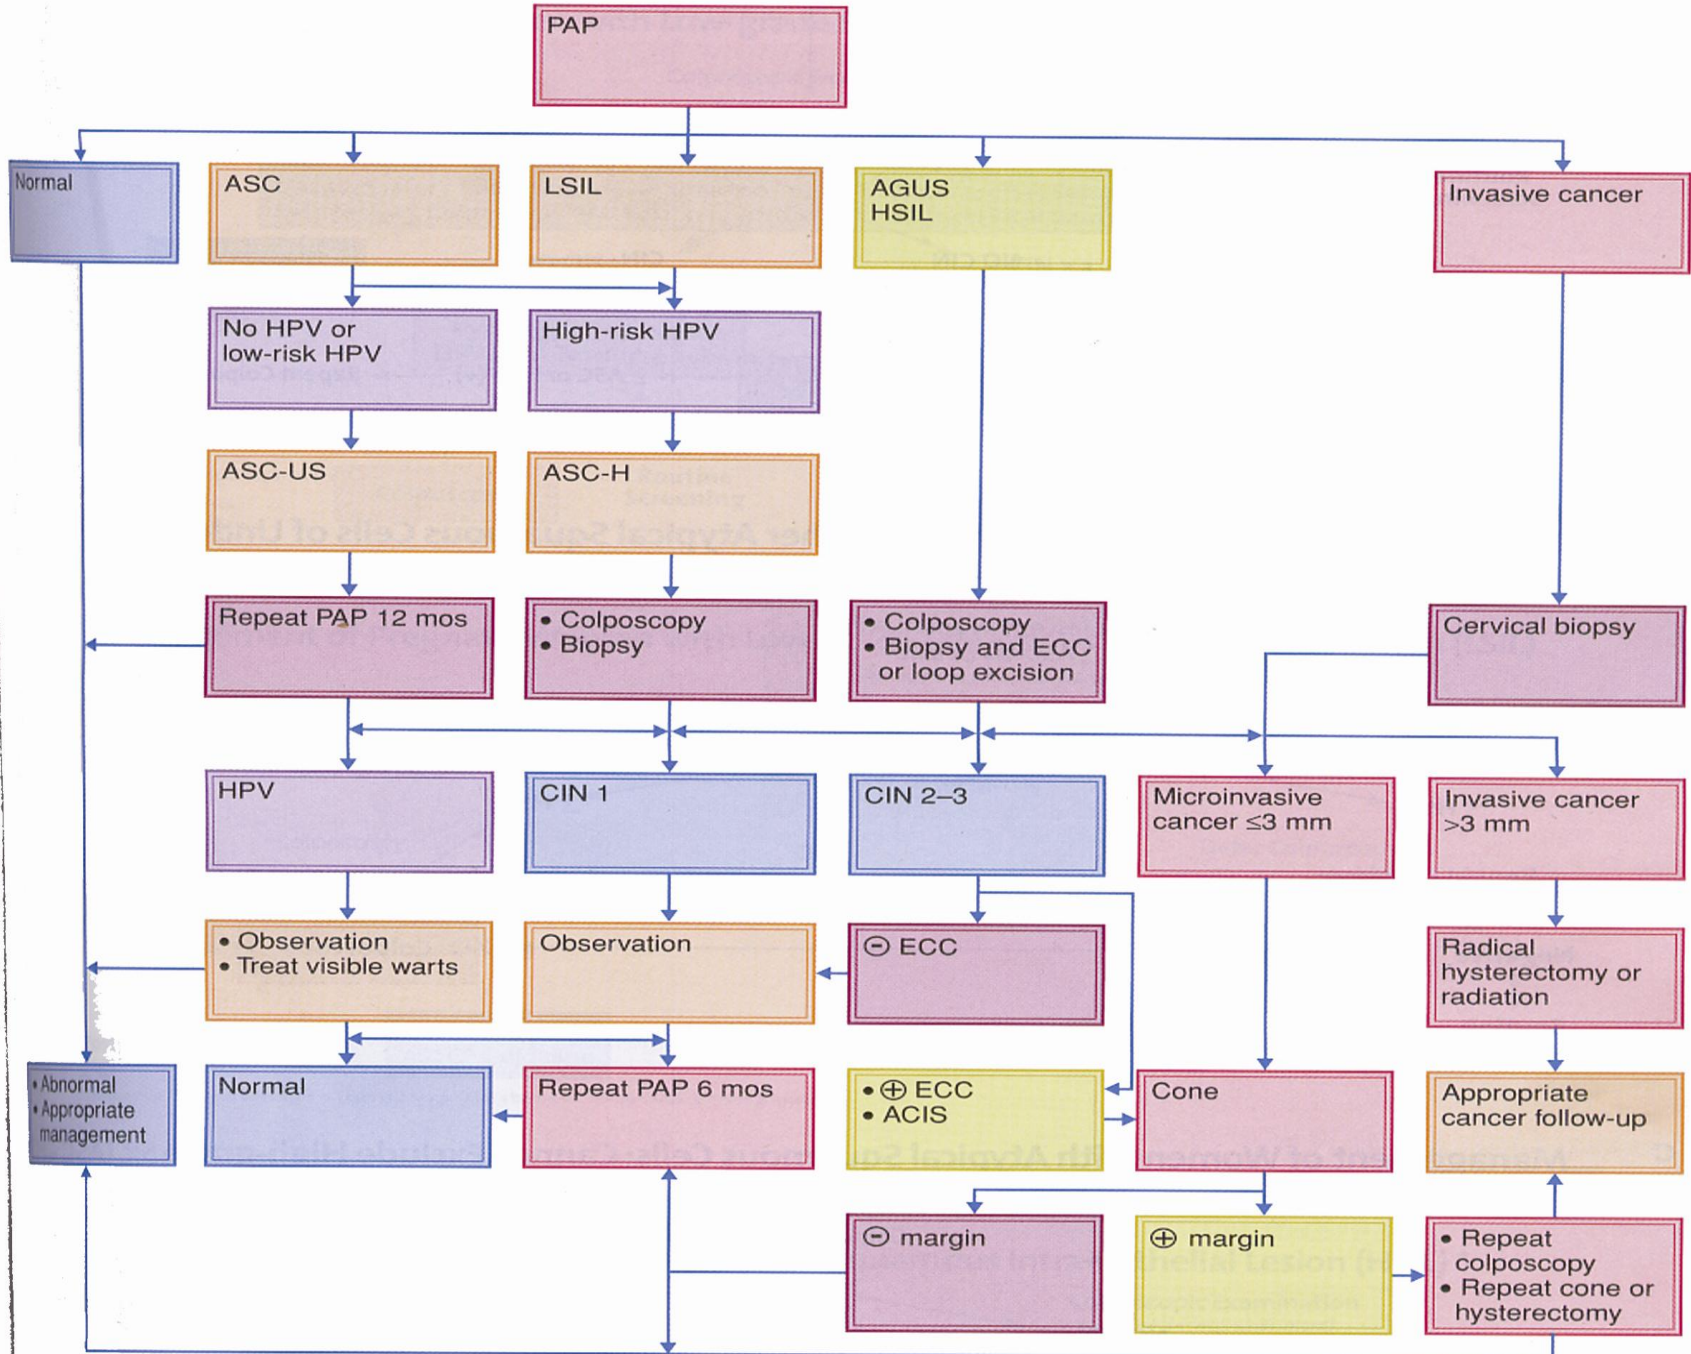 PAP
Normal
ASC
LSIL
AGUS
HSIL
Invasive cancer
No HPV or
low-risk HPV
High-risk HPV
ASC-US
ASC-H
Repeat PAP 12 mos
• Colposcopy
• Biopsy
• Colposcopy
• Biopsy and ECC
or loop excision
Cervical biopsy
HPV
CIN 1
CIN 2–3
Microinvasive
cancer ≤3 mm
Invasive cancer
>3 mm
• Observation
• Treat visible warts
Observation
⊖ ECC
Radical
hysterectomy or
radiation
• Abnormal
• Appropriate
management
Normal
Repeat PAP 6 mos
• ⊕ ECC
• ACIS
Cone
Appropriate
cancer follow-up
⊖ margin
⊕ margin
• Repeat
colposcopy
• Repeat cone or
hysterectomy